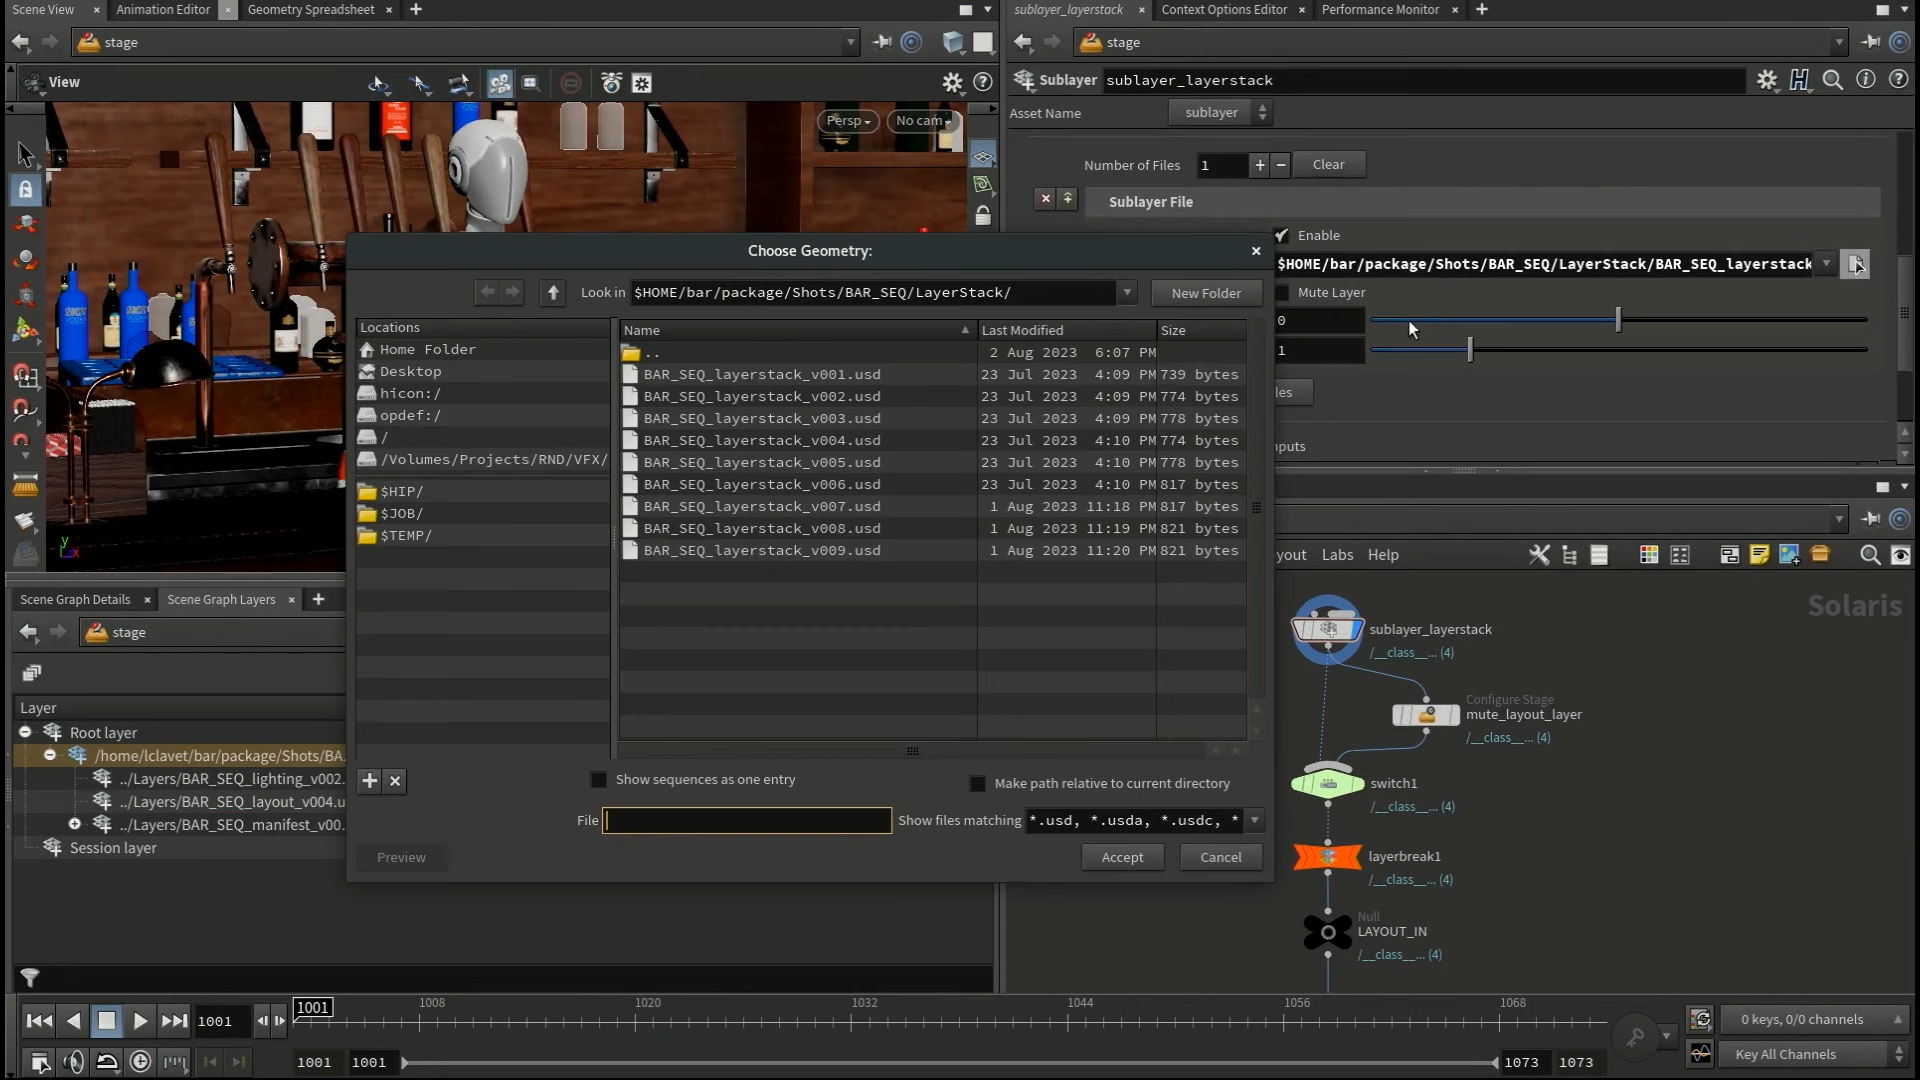 Scene View × Animation Editor × Geometry Spreadsheet × +
sublayer_layerstack × Context Options Editor × Performance Monitor × +
stage
stage
View
Sublayer sublayer_layerstack
Asset Name sublayer
Persp
No cam
Number of Files 1 + − Clear
Sublayer File
Enable
$HOME/bar/package/Shots/BAR_SEQ/LayerStack/BAR_SEQ_layerstack
Mute Layer
0
1
les
nputs
Choose Geometry:
Look in $HOME/bar/package/Shots/BAR_SEQ/LayerStack/ New Folder
Locations
Home Folder
Desktop
hicon:/
opdef:/
/
/Volumes/Projects/RND/VFX/
$HIP/
$JOB/
$TEMP/
Name Last Modified Size
.. 2 Aug 2023 6:07 PM
BAR_SEQ_layerstack_v001.usd 23 Jul 2023 4:09 PM 739 bytes
BAR_SEQ_layerstack_v002.usd 23 Jul 2023 4:09 PM 774 bytes
BAR_SEQ_layerstack_v003.usd 23 Jul 2023 4:09 PM 778 bytes
BAR_SEQ_layerstack_v004.usd 23 Jul 2023 4:10 PM 774 bytes
BAR_SEQ_layerstack_v005.usd 23 Jul 2023 4:10 PM 778 bytes
BAR_SEQ_layerstack_v006.usd 23 Jul 2023 4:10 PM 817 bytes
BAR_SEQ_layerstack_v007.usd 1 Aug 2023 11:18 PM 817 bytes
BAR_SEQ_layerstack_v008.usd 1 Aug 2023 11:19 PM 821 bytes
BAR_SEQ_layerstack_v009.usd 1 Aug 2023 11:20 PM 821 bytes
Show sequences as one entry
Make path relative to current directory
File
Show files matching *.usd, *.usda, *.usdc, *
Preview
Accept
Cancel
Scene Graph Details × Scene Graph Layers × +
stage
Layer
Root layer
/home/lclavet/bar/package/Shots/BA
../Layers/BAR_SEQ_lighting_v002.
../Layers/BAR_SEQ_layout_v004.u
../Layers/BAR_SEQ_manifest_v00.
Session layer
yout Labs Help
Solaris
sublayer_layerstack
/__class__... (4)
Configure Stage
mute_layout_layer
/__class__... (4)
switch1
/__class__... (4)
layerbreak1
/__class__... (4)
Null
LAYOUT_IN
/__class__... (4)
1001
1001 1008 1020 1032 1044 1056 1068
0 keys, 0/0 channels
1001 1001
1073 1073
Key All Channels